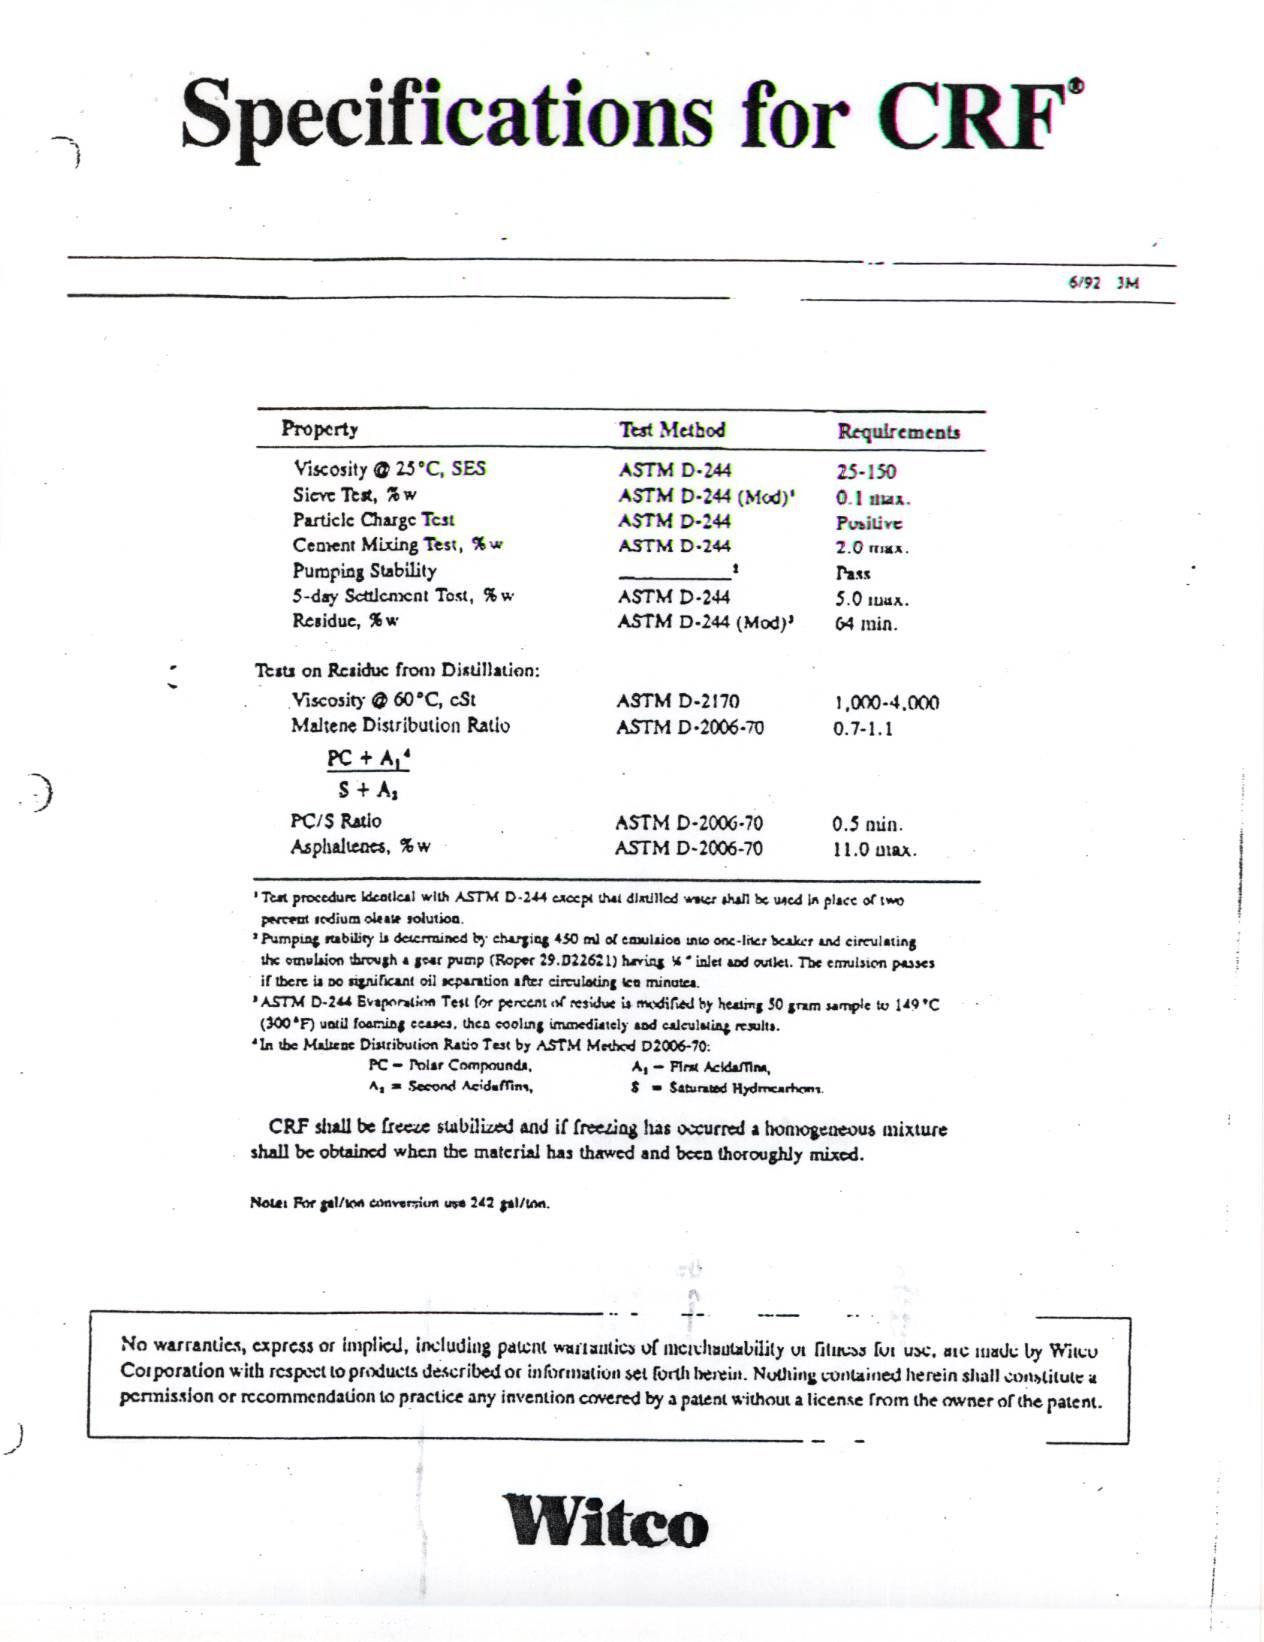 Specifications for CRF®
6/92 3M
Property Test Method Requirements
Viscosity @ 25°C, SES ASTM D-244 25-150
Sieve Test, %w ASTM D-244 (Mod)¹ 0.1 max.
Particle Charge Test ASTM D-244 Positive
Cement Mixing Test, %w ASTM D-244 2.0 max.
Pumping Stability __________² Pass
5-day Settlement Test, %w ASTM D-244 5.0 max.
Residue, %w ASTM D-244 (Mod)³ 64 min.
Tests on Residue from Distillation:
Viscosity @ 60°C, cSt ASTM D-2170 1,000-4,000
Maltene Distribution Ratio ASTM D-2006-70 0.7-1.1
PC + A₁⁴
S + A₂
PC/S Ratio ASTM D-2006-70 0.5 min.
Asphaltenes, %w ASTM D-2006-70 11.0 max.
¹ Test procedure identical with ASTM D-244 except that distilled water shall be used in place of two
percent sodium oleate solution.
² Pumping stability is determined by charging 450 ml of emulsion into one-liter beaker and circulating
the emulsion through a gear pump (Roper 29.B22621) having ¼" inlet and outlet. The emulsion passes
if there is no significant oil separation after circulating ten minutes.
³ ASTM D-244 Evaporation Test for percent of residue is modified by heating 50 gram sample to 149°C
(300°F) until foaming ceases, then cooling immediately and calculating results.
⁴ In the Maltene Distribution Ratio Test by ASTM Method D2006-70:
PC = Polar Compounds, A₁ = First Acidaffins,
A₂ = Second Acidaffins, S = Saturated Hydrocarbons.
CRF shall be freeze stabilized and if freezing has occurred a homogeneous mixture
shall be obtained when the material has thawed and been thoroughly mixed.
Note: For gal/ton conversion use 242 gal/ton.
No warranties, express or implied, including patent warranties of merchantability or fitness for use, are made by Witco
Corporation with respect to products described or information set forth herein. Nothing contained herein shall constitute a
permission or recommendation to practice any invention covered by a patent without a license from the owner of the patent.
Witco